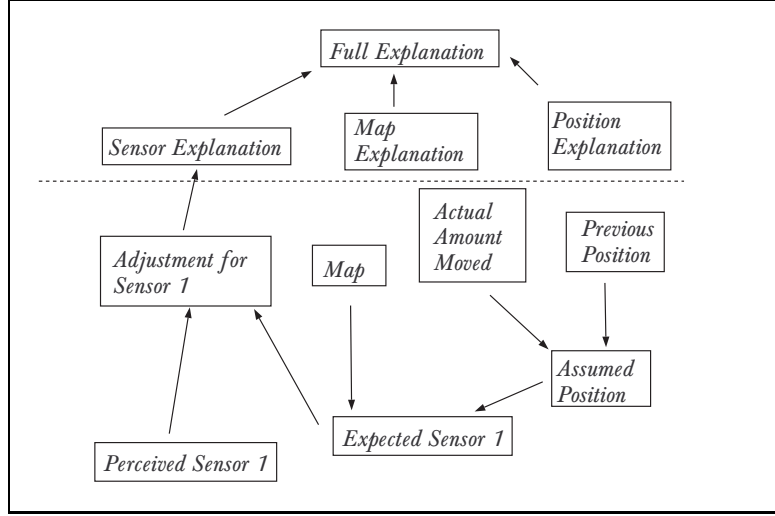 Full Explanation
Sensor Explanation
Map
Explanation
Position
Explanation
Adjustment for
Sensor 1
Map
Actual
Amount
Moved
Previous
Position
Assumed
Position
Perceived Sensor 1
Expected Sensor 1